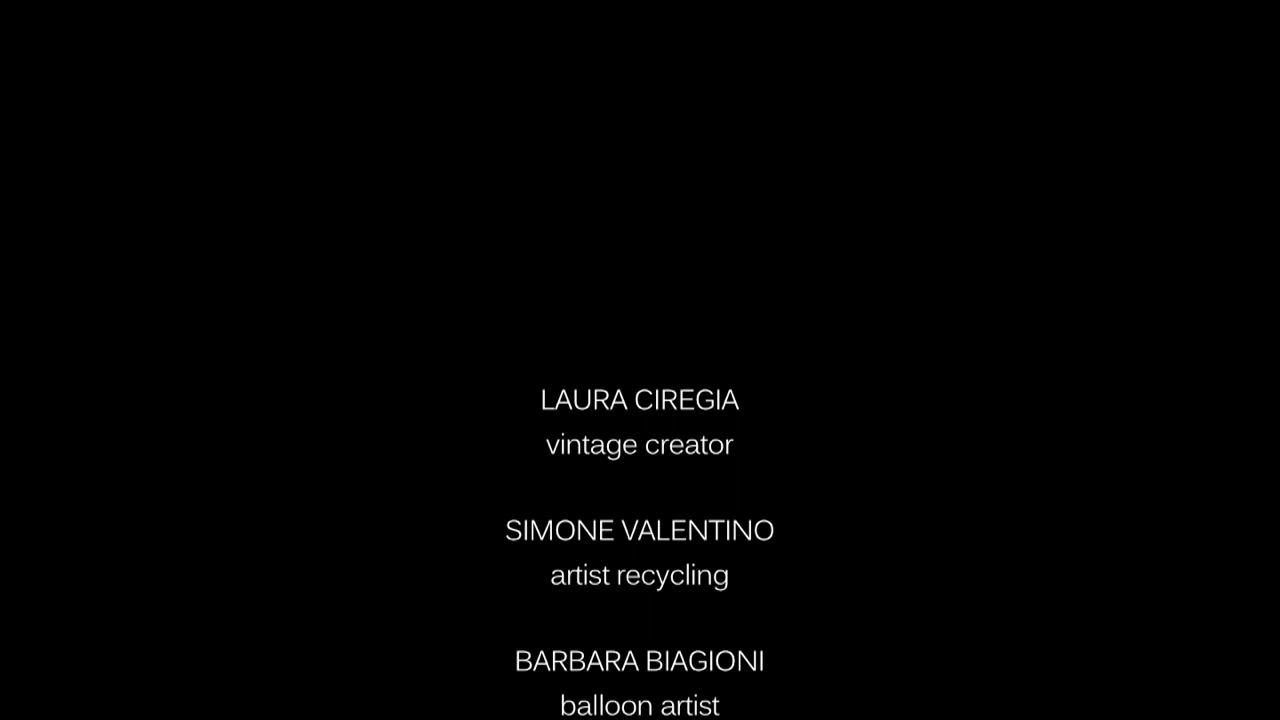 LAURA CIREGIA
vintage creator
SIMONE VALENTINO
artist recycling
BARBARA BIAGIONI
balloon artist